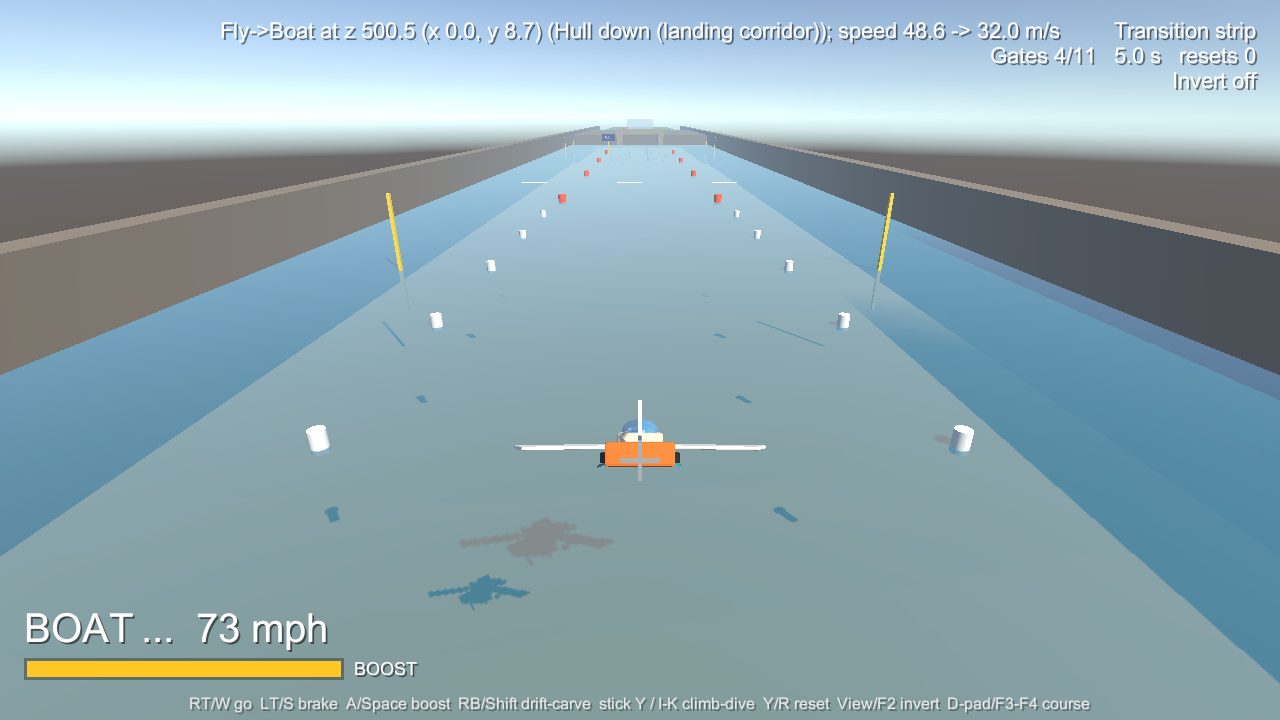 Fly->Boat at z 500.5 (x 0.0, y 8.7) (Hull down (landing corridor)); speed 48.6 -> 32.0 m/s
Transition strip
Gates 4/11 5.0 s resets 0
Invert off
BOAT ... 73 mph
BOOST
RT/W go LT/S brake A/Space boost RB/Shift drift-carve stick Y / I-K climb-dive Y/R reset View/F2 invert D-pad/F3-F4 course